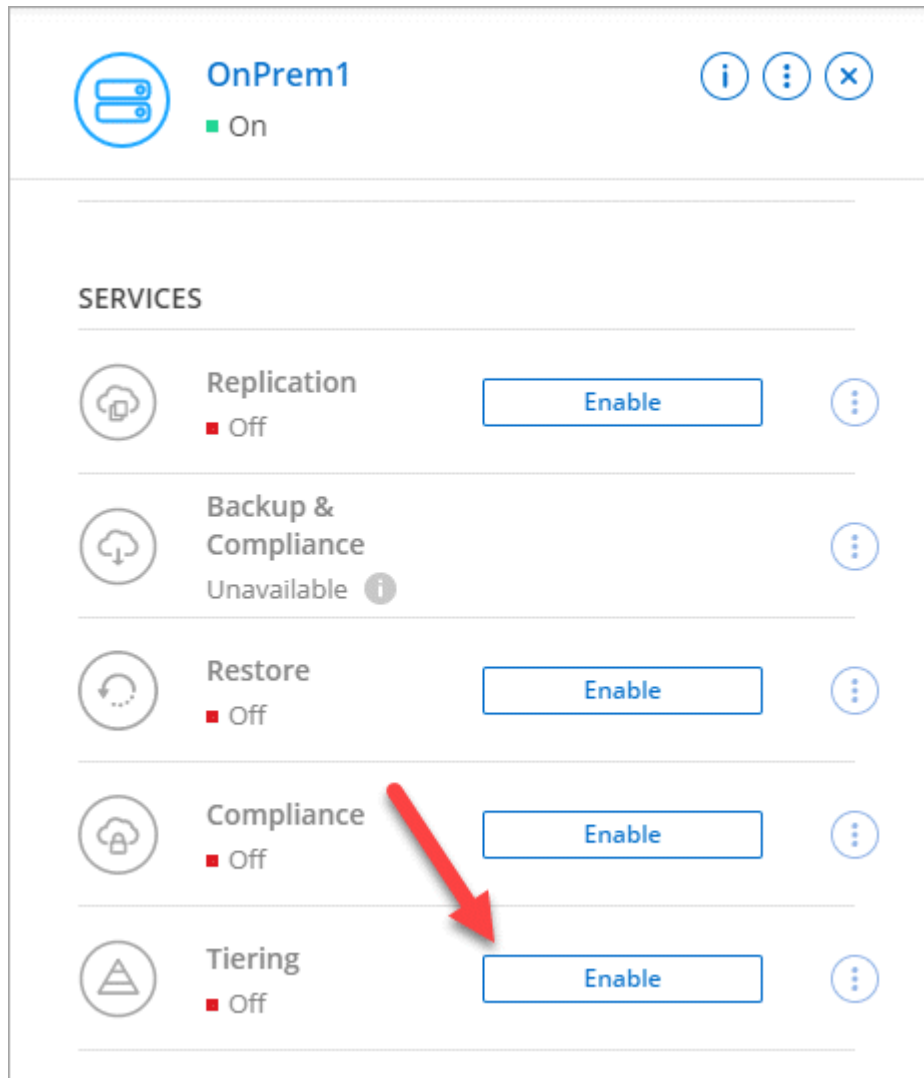 OnPrem1
On
SERVICES
Replication
Off
Enable
Backup &
Compliance
Unavailable
Restore
Off
Enable
Compliance
Off
Enable
Tiering
Off
Enable